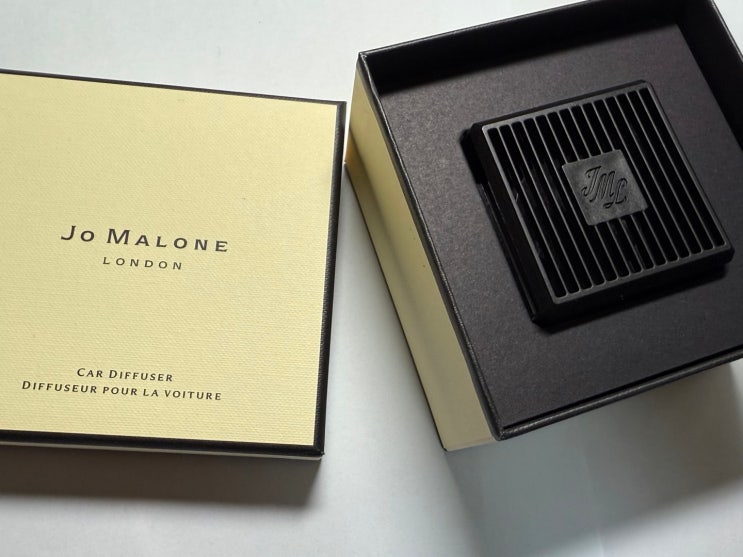 Jo Malone
LONDON
Car Diffuser
Diffuseur pour la voiture
JML